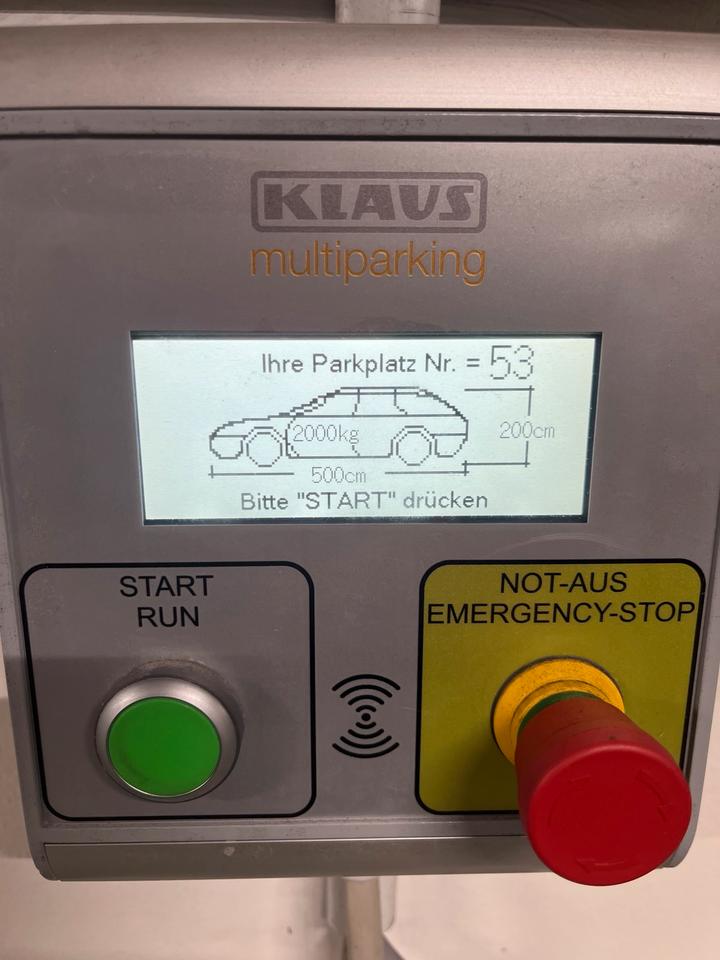 KLAUS
multiparking
Ihre Parkplatz Nr. = 53
2000kg
200cm
500cm
Bitte "START" drücken
START
RUN
NOT-AUS
EMERGENCY-STOP